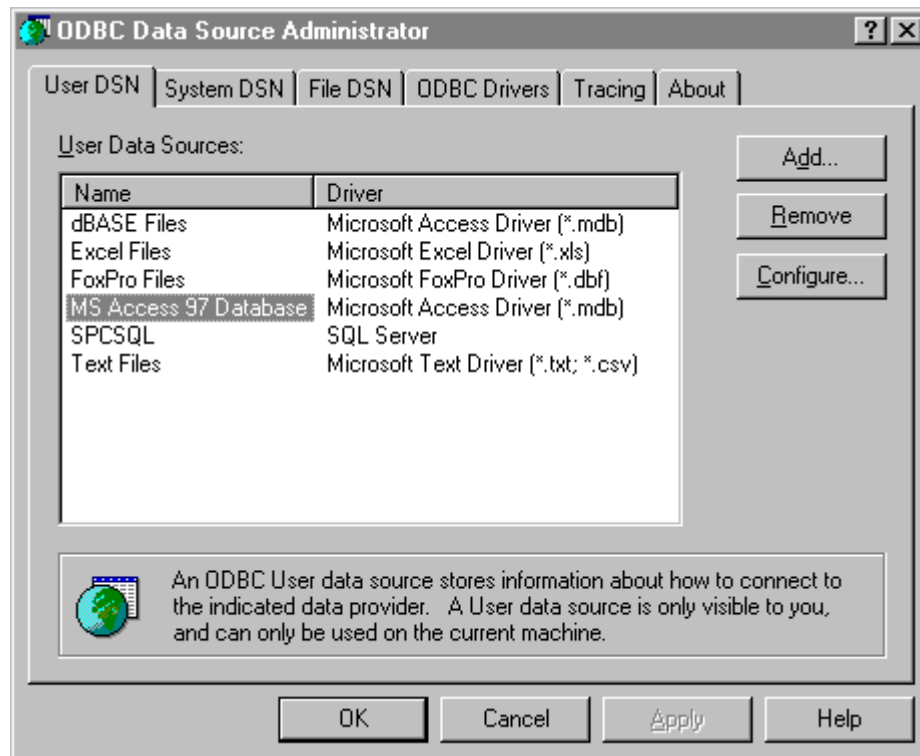 ODBC Data Source Administrator
User DSN System DSN File DSN ODBC Drivers Tracing About
User Data Sources:
Name Driver
dBASE Files Microsoft Access Driver (*.mdb)
Excel Files Microsoft Excel Driver (*.xls)
FoxPro Files Microsoft FoxPro Driver (*.dbf)
MS Access 97 Database Microsoft Access Driver (*.mdb)
SPCSQL SQL Server
Text Files Microsoft Text Driver (*.txt; *.csv)
Add...
Remove
Configure...
An ODBC User data source stores information about how to connect to
the indicated data provider. A User data source is only visible to you,
and can only be used on the current machine.
OK Cancel Apply Help